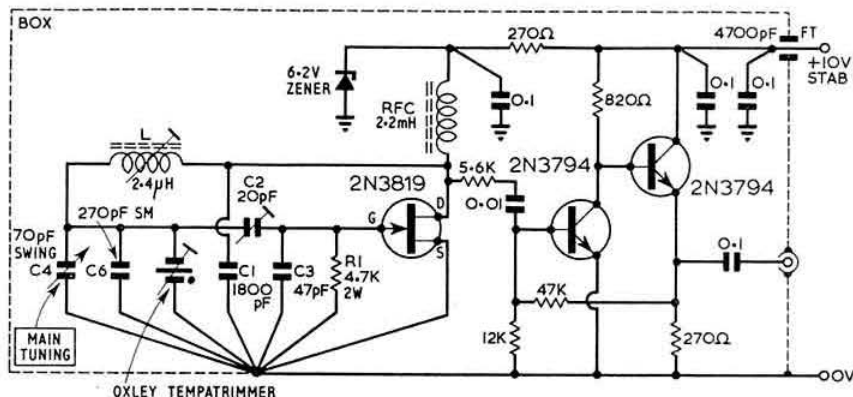 BOX
270Ω
4700pF
FT
+10V
STAB
6·2V
ZENER
RFC
2·2mH
0·1
820Ω
0·1
0·1
L
2·4μH
2N3819
5·6K
2N3794
2N3794
C2
20pF
270pF SM
0·01
70pF
SWING
C4
C6
G
D
S
C1
1800
pF
C3
47pF
R1
4·7K
2W
0·1
47K
MAIN
TUNING
12K
270Ω
OXLEY TEMPATRIMMER
0V